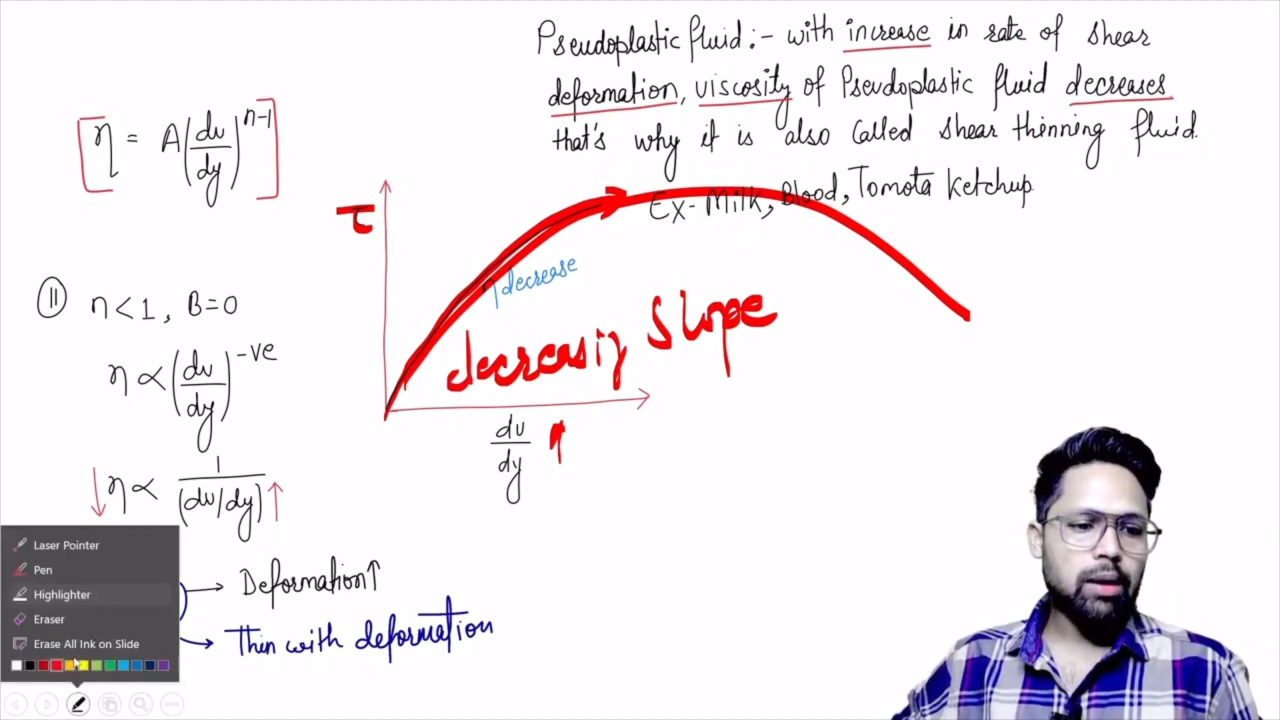 Pseudoplastic fluid:- with increase in rate of shear
deformation, viscosity of Pseudoplastic fluid decreases
that's why it is also called shear thinning fluid.
Ex- Milk, Blood, Tomota Ketchup
η = A(du/dy)^n-1
τ
decrease
decreasig Slope
du/dy ↑
II n<1, B=0
η ∝ (du/dy)^-ve
↓η ∝ 1/(du/dy)↑
→ Deformation↑
→ Thin with deformation
Laser Pointer
Pen
Highlighter
Eraser
Erase All Ink on Slide